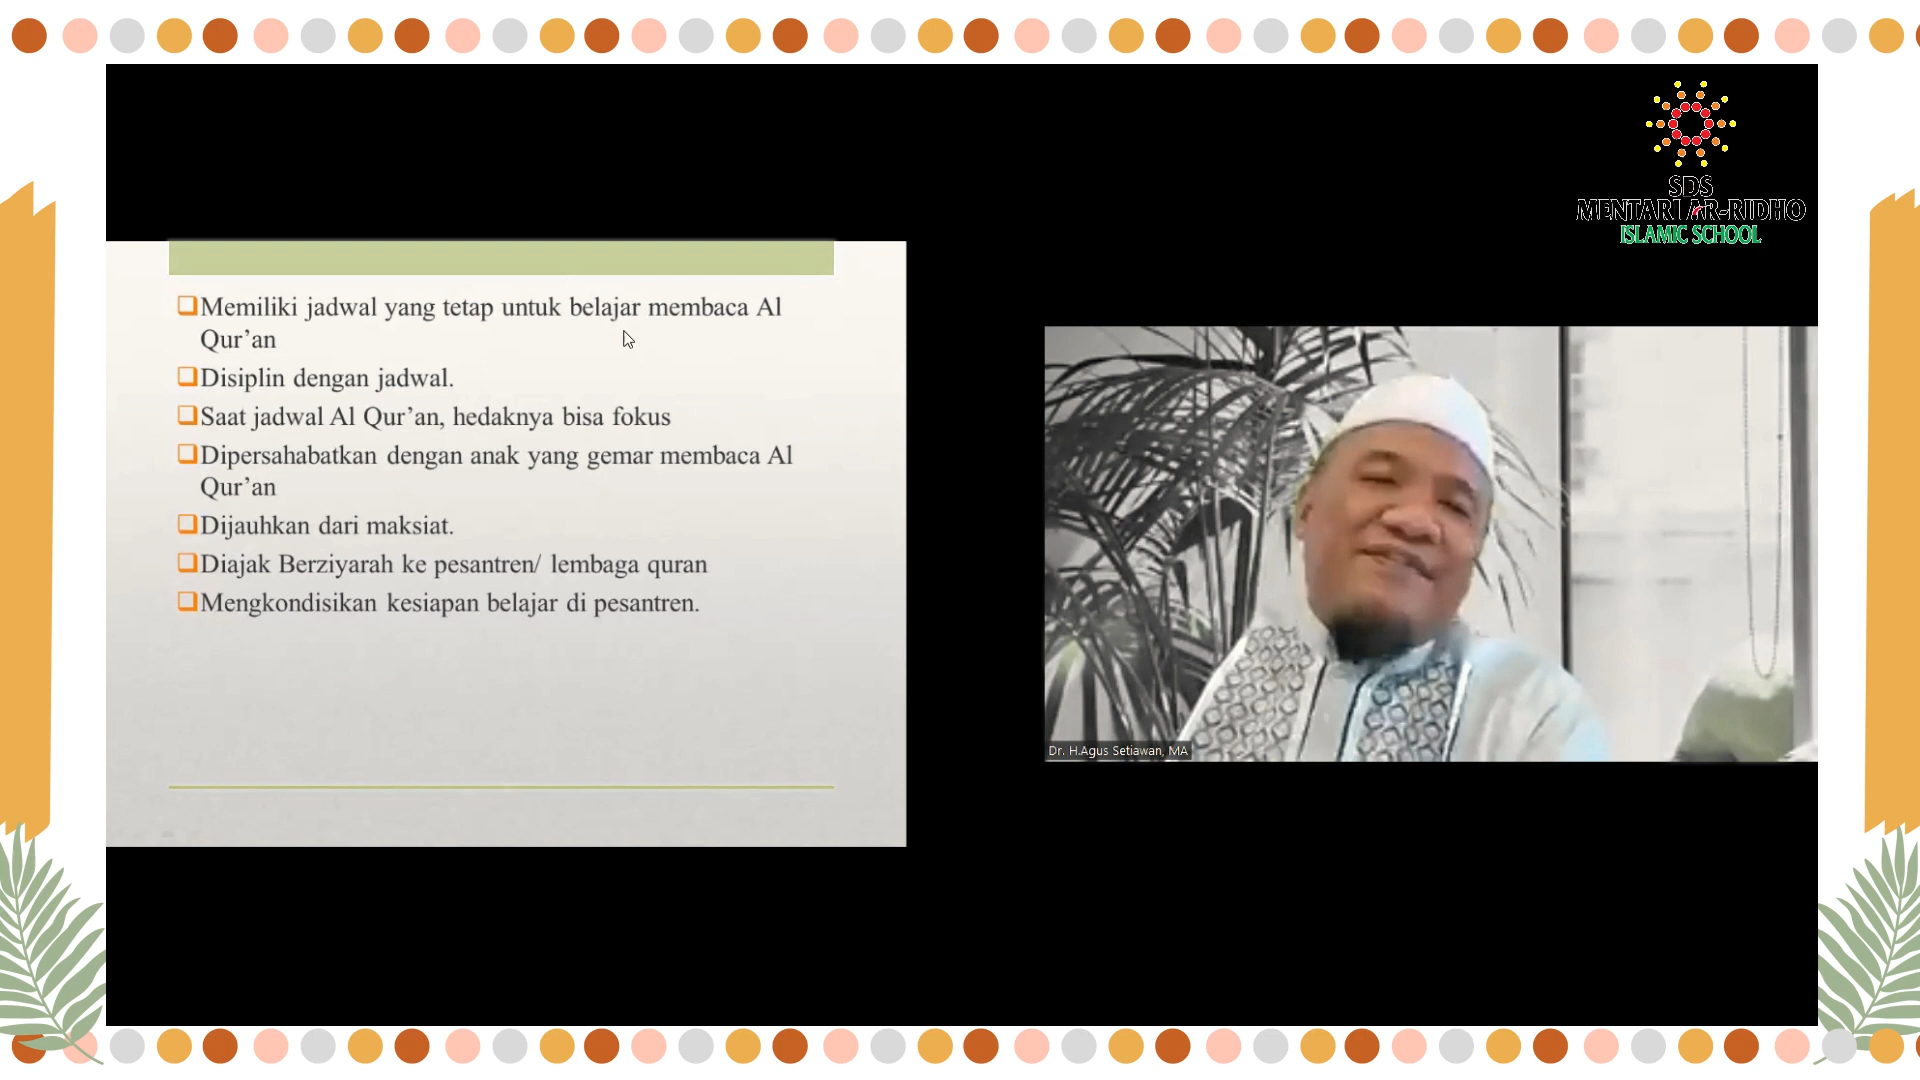 SDS
MENTARI AR-RIDHO
ISLAMIC SCHOOL
Memiliki jadwal yang tetap untuk belajar membaca Al
Qur’an
Disiplin dengan jadwal.
Saat jadwal Al Qur’an, hedaknya bisa fokus
Dipersahabatkan dengan anak yang gemar membaca Al
Qur’an
Dijauhkan dari maksiat.
Diajak Berziyarah ke pesantren/ lembaga quran
Mengkondisikan kesiapan belajar di pesantren.
Dr. H.Agus Setiawan, MA